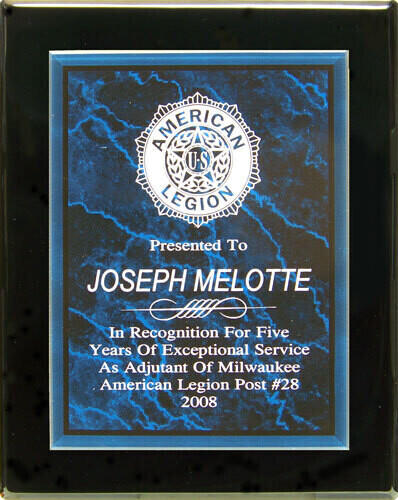 AMERICAN
U·S
LEGION
Presented To
JOSEPH MELOTTE
In Recognition For Five
Years Of Exceptional Service
As Adjutant Of Milwaukee
American Legion Post #28
2008